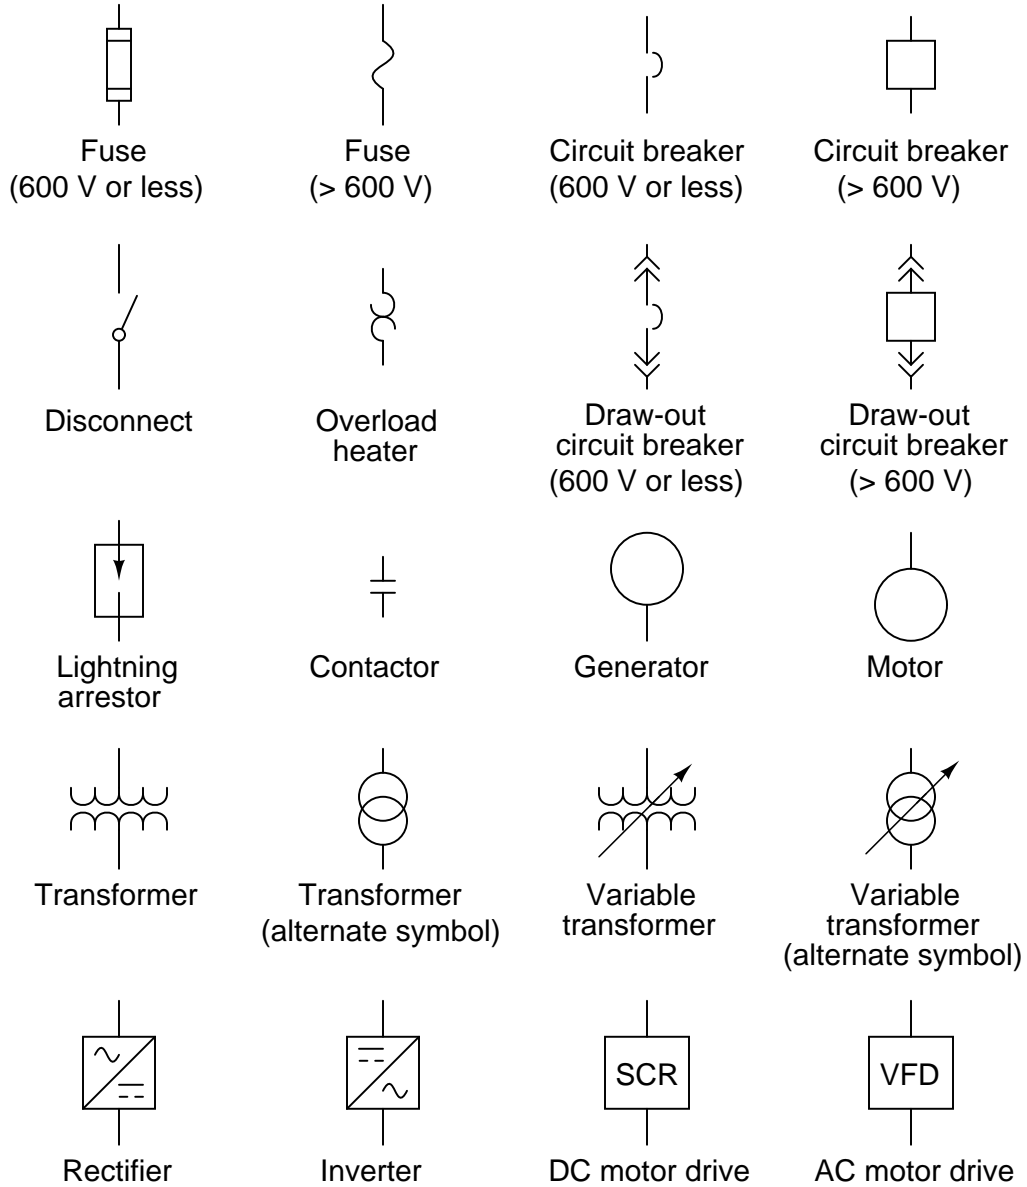 Fuse
(600 V or less)
Fuse
(> 600 V)
Circuit breaker
(600 V or less)
Circuit breaker
(> 600 V)
Disconnect
Overload
heater
Draw-out
circuit breaker
(600 V or less)
Draw-out
circuit breaker
(> 600 V)
Lightning
arrestor
Contactor
Generator
Motor
Transformer
Transformer
(alternate symbol)
Variable
transformer
Variable
transformer
(alternate symbol)
Rectifier
Inverter
SCR
DC motor drive
VFD
AC motor drive